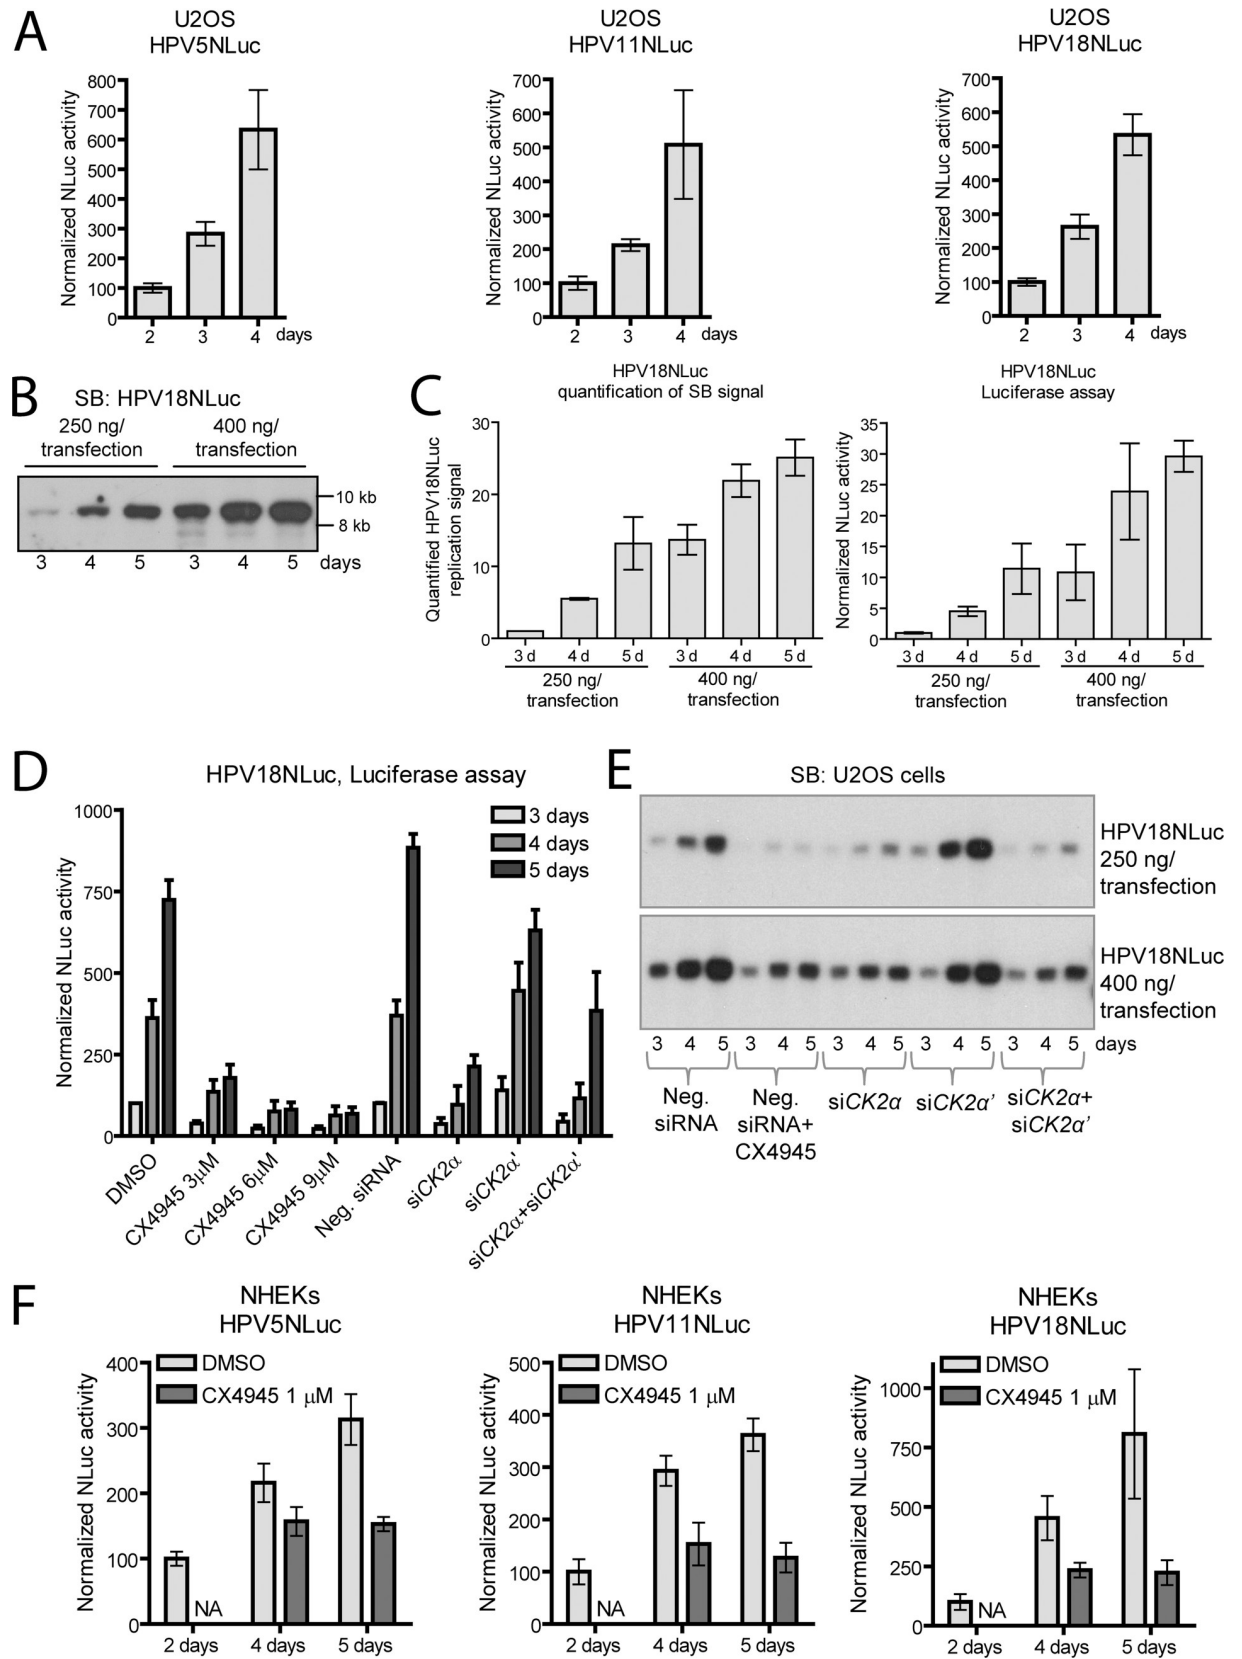 A
U2OS
HPV5NLuc
Normalized NLuc activity
800
700
600
500
400
300
200
100
0
2 3 4 days
U2OS
HPV11NLuc
Normalized NLuc activity
700
600
500
400
300
200
100
0
2 3 4 days
U2OS
HPV18NLuc
Normalized NLuc activity
700
600
500
400
300
200
100
0
2 3 4 days
B
SB: HPV18NLuc
250 ng/
transfection
400 ng/
transfection
10 kb
8 kb
3 4 5 3 4 5 days
C
HPV18NLuc
quantification of SB signal
Quantified HPV18NLuc
replication signal
30
20
10
0
3 d 4 d 5 d 3 d 4 d 5 d
250 ng/
transfection
400 ng/
transfection
HPV18NLuc
Luciferase assay
Normalized NLuc activity
35
30
25
20
15
10
5
0
3 d 4 d 5 d 3 d 4 d 5 d
250 ng/
transfection
400 ng/
transfection
D
HPV18NLuc, Luciferase assay
Normalized NLuc activity
1000
750
500
250
0
3 days
4 days
5 days
DMSO
CX4945 3μM
CX4945 6μM
CX4945 9μM
Neg. siRNA
siCK2α
siCK2α'
siCK2α+siCK2α'
E
SB: U2OS cells
HPV18NLuc
250 ng/
transfection
HPV18NLuc
400 ng/
transfection
3 4 5 3 4 5 3 4 5 3 4 5 3 4 5 days
Neg.
siRNA
Neg.
siRNA+
CX4945
siCK2α
siCK2α’
siCK2α+
siCK2α’
F
NHEKs
HPV5NLuc
Normalized NLuc activity
400
300
200
100
0
DMSO
CX4945 1 μM
NA
2 days 4 days 5 days
NHEKs
HPV11NLuc
Normalized NLuc activity
500
400
300
200
100
0
DMSO
CX4945 1 μM
NA
2 days 4 days 5 days
NHEKs
HPV18NLuc
Normalized NLuc activity
1000
750
500
250
0
DMSO
CX4945 1 μM
NA
2 days 4 days 5 days